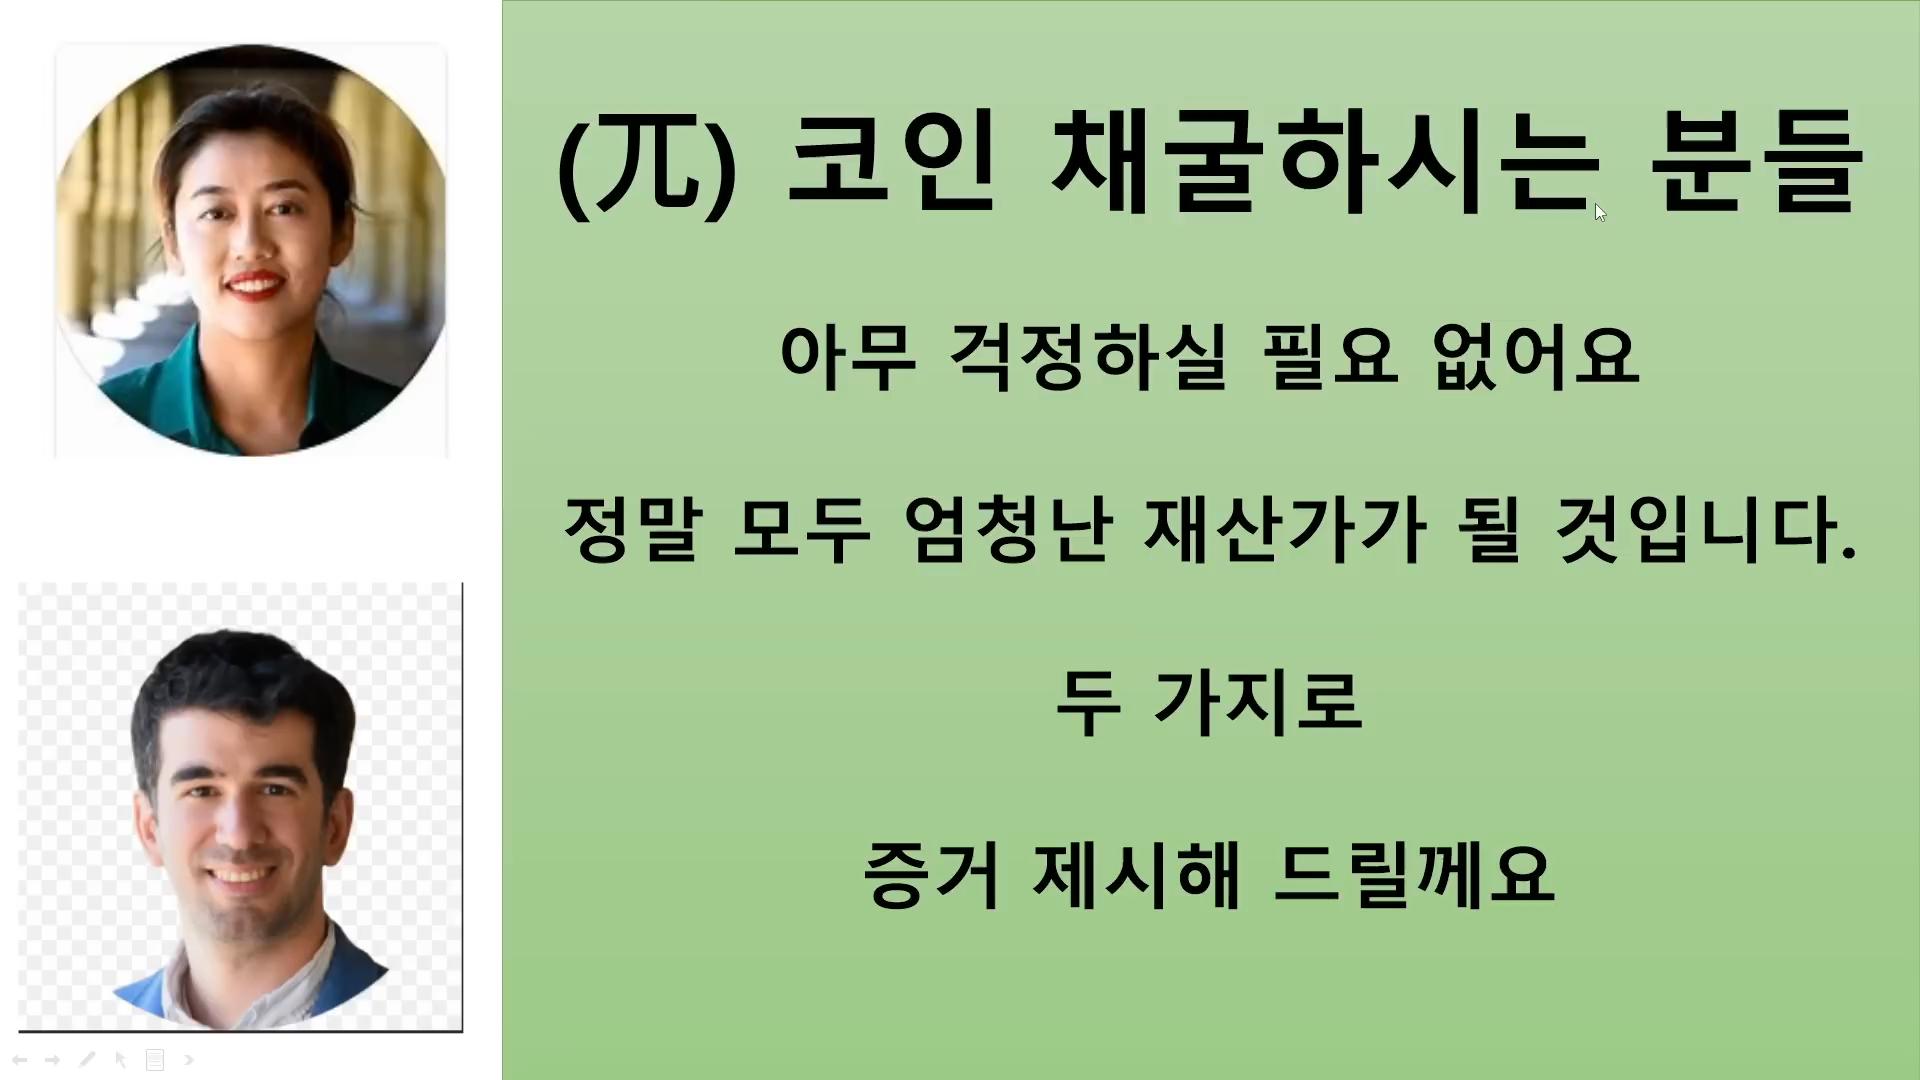 (兀) 코인 채굴하시는 분들
아무 걱정하실 필요 없어요
정말 모두 엄청난 재산가가 될 것입니다.
두 가지로
증거 제시해 드릴께요